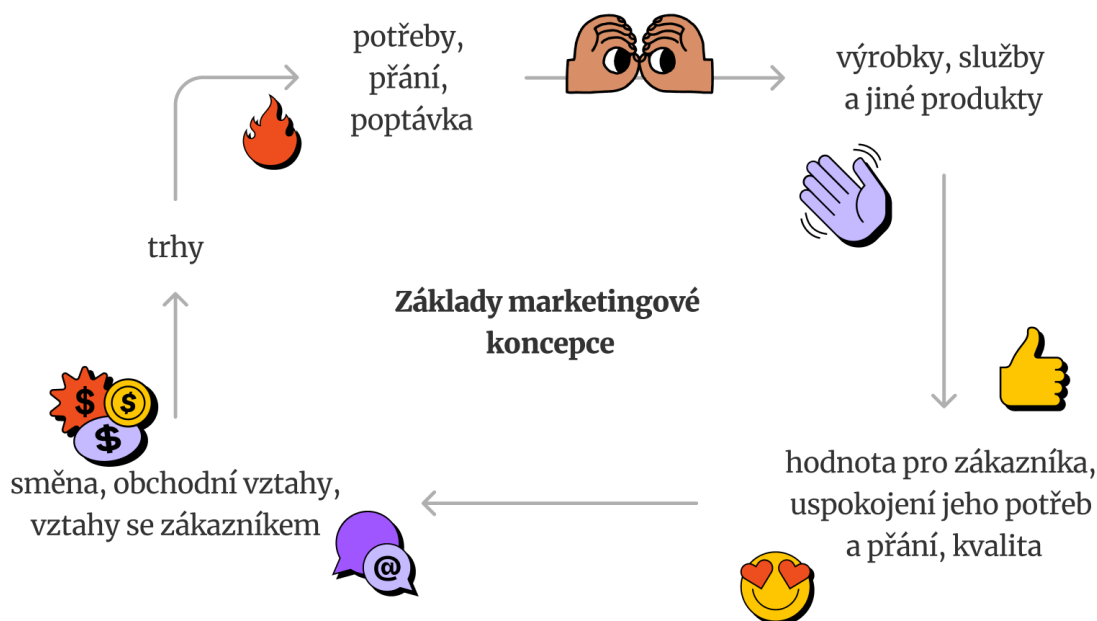 potřeby,
přání,
poptávka
výrobky, služby
a jiné produkty
trhy
Základy marketingové
koncepce
hodnota pro zákazníka,
uspokojení jeho potřeb
a přání, kvalita
směna, obchodní vztahy,
vztahy se zákazníkem
$
$
$
@